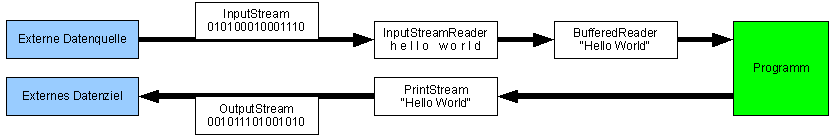 InputStream
010100010001110
Externe Datenquelle
InputStreamReader
h e l l o   w o r l d
BufferedReader
"Hello World"
Programm
Externes Datenziel
OutputStream
001011101001010
PrintStream
"Hello World"